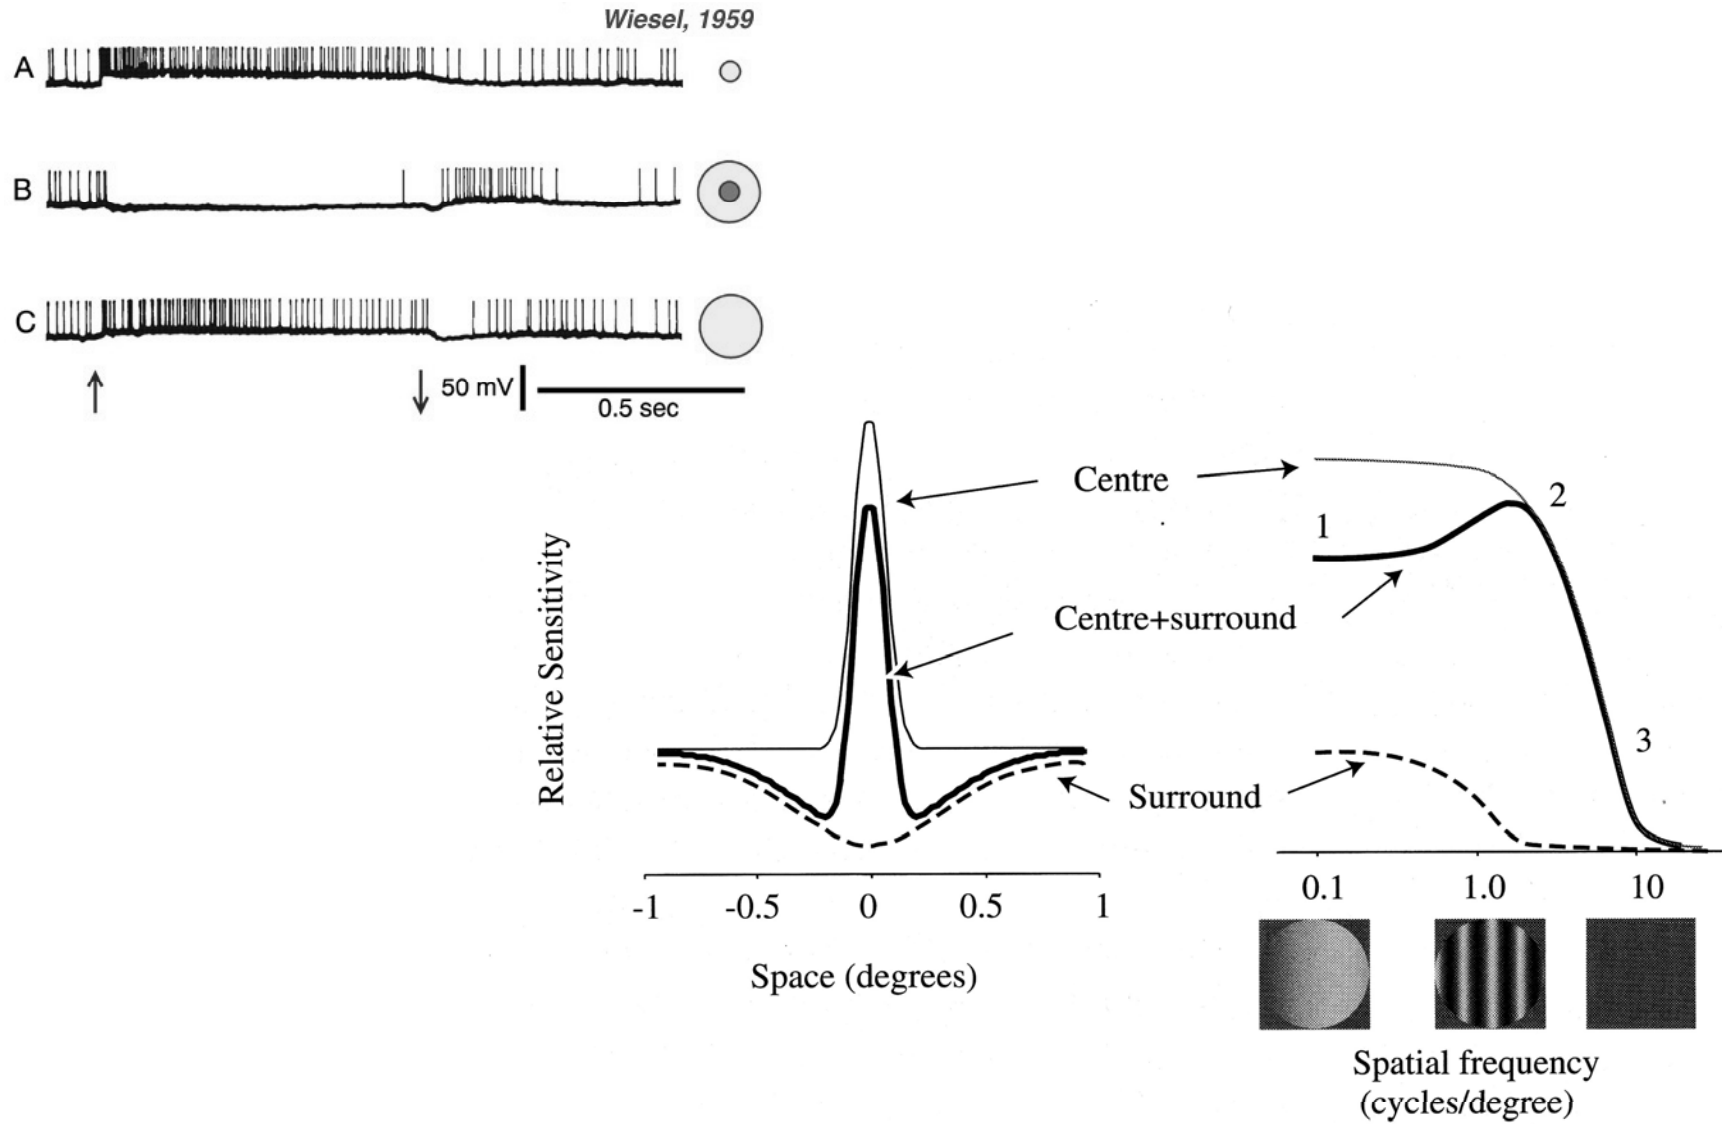 Wiesel, 1959
A
B
C
50 mV
0.5 sec
Centre
Centre+surround
Surround
Relative Sensitivity
-1 -0.5 0 0.5 1
Space (degrees)
1
2
3
0.1 1.0 10
Spatial frequency
(cycles/degree)